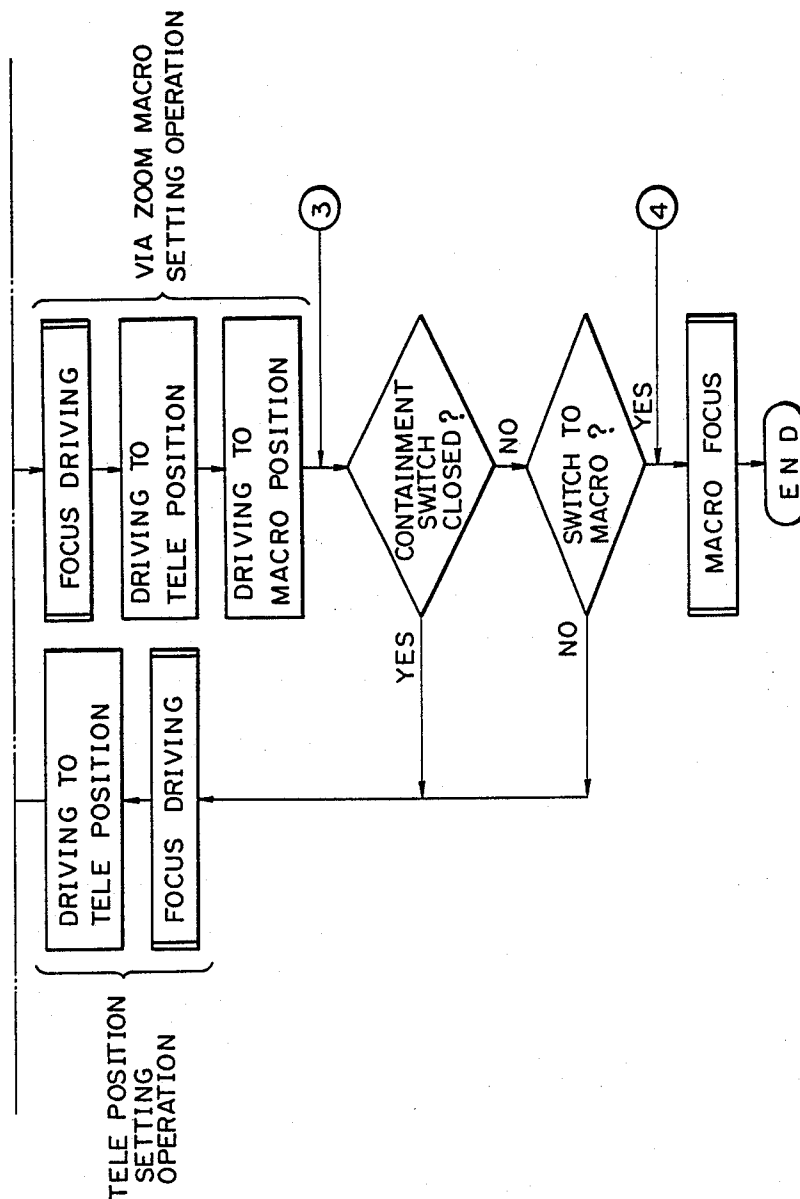 FOCUS DRIVING
DRIVING TO
TELE POSITION
DRIVING TO
MACRO POSITION
VIA ZOOM MACRO
SETTING OPERATION
3
CONTAINMENT
SWITCH
CLOSED?
YES
NO
SWITCH TO
MACRO?
NO
YES
4
MACRO FOCUS
END
DRIVING TO
TELE POSITION
FOCUS DRIVING
TELE POSITION
SETTING
OPERATION